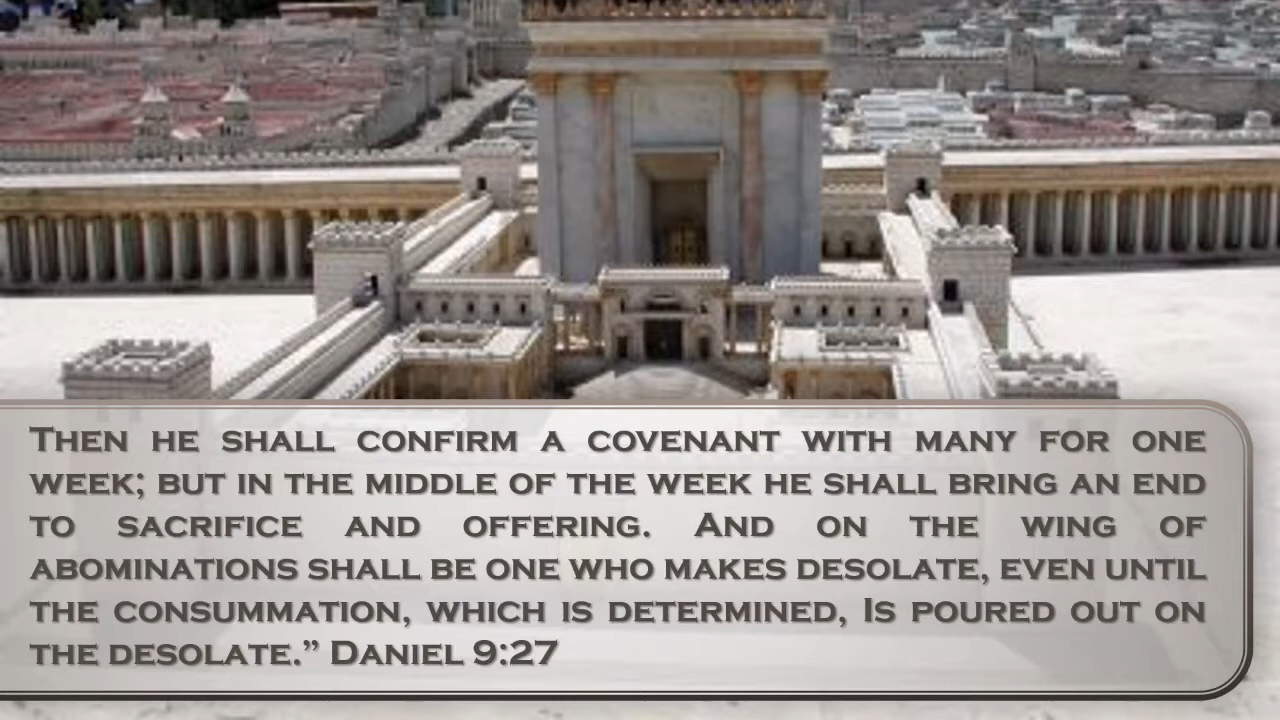 Then he shall confirm a covenant with many for one
week; but in the middle of the week he shall bring an end
to sacrifice and offering. And on the wing of
abominations shall be one who makes desolate, even until
the consummation, which is determined, Is poured out on
the desolate.” Daniel 9:27